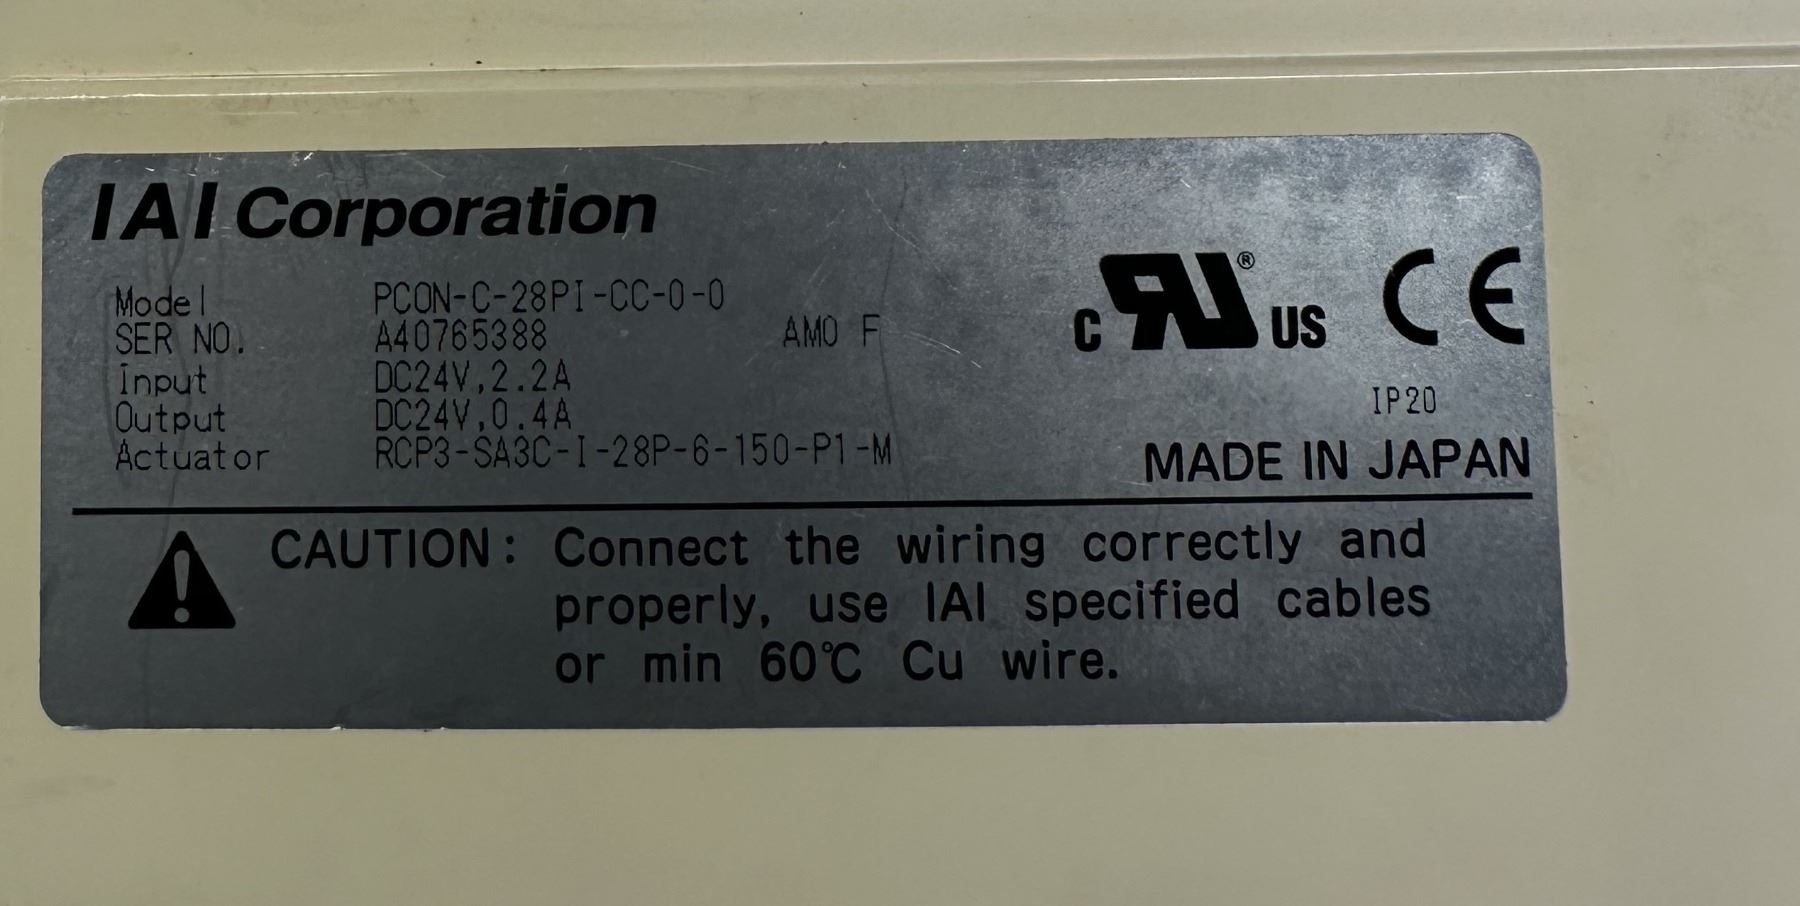 IAI Corporation
Model PCON-C-28PI-CC-0-0
SER NO. A40765388 AMO F
Input DC24V,2.2A
Output DC24V,0.4A
Actuator RCP3-SA3C-I-28P-6-150-P1-M
c RU ® US CE
IP20
MADE IN JAPAN
CAUTION: Connect the wiring correctly and
properly, use IAI specified cables
or min 60℃ Cu wire.